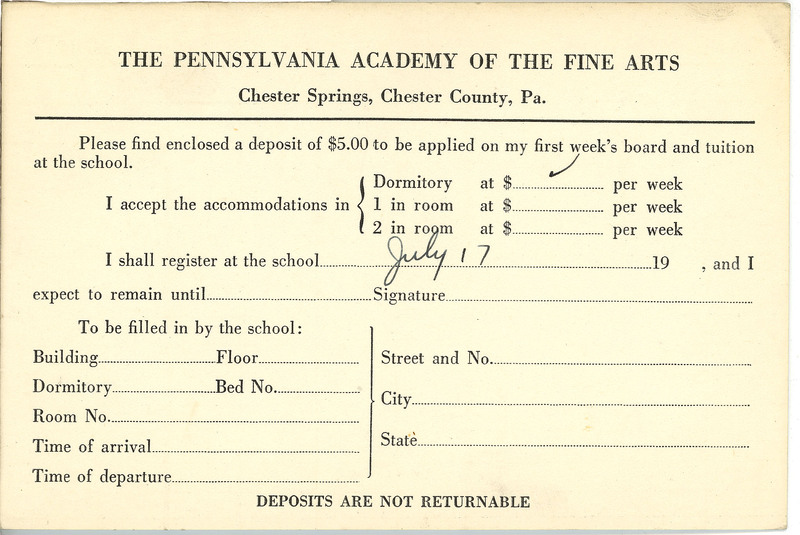 THE PENNSYLVANIA ACADEMY OF THE FINE ARTS
Chester Springs, Chester County, Pa.
Please find enclosed a deposit of $5.00 to be applied on my first week's board and tuition
at the school.
I accept the accommodations in
Dormitory at $ ✓ per week
1 in room at $ per week
2 in room at $ per week
I shall register at the school July 17 19 , and I
expect to remain until Signature
To be filled in by the school:
Building Floor
Dormitory Bed No.
Room No.
Time of arrival
Time of departure
Street and No.
City
State
DEPOSITS ARE NOT RETURNABLE